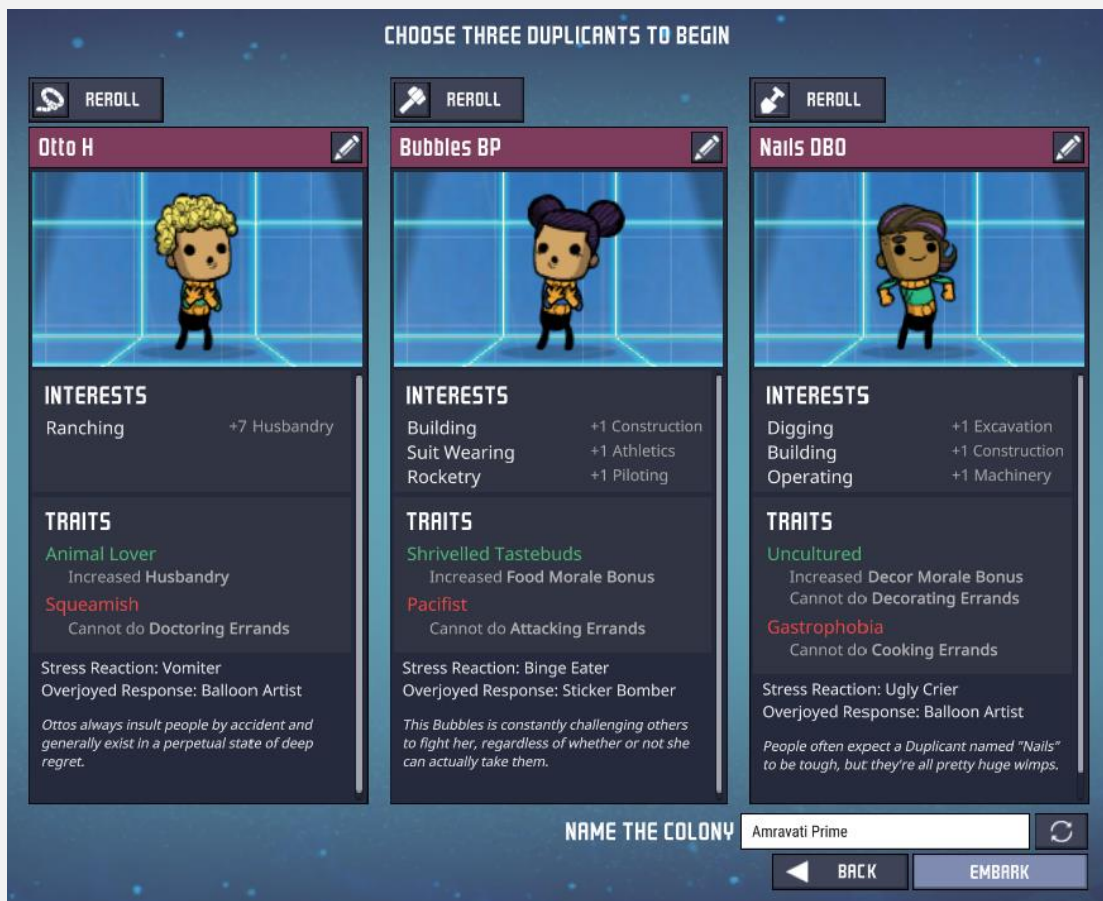 CHOOSE THREE DUPLICANTS TO BEGIN
REROLL
Otto H
INTERESTS
Ranching +7 Husbandry
TRAITS
Animal Lover
Increased Husbandry
Squeamish
Cannot do Doctoring Errands
Stress Reaction: Vomiter
Overjoyed Response: Balloon Artist
Ottos always insult people by accident and
generally exist in a perpetual state of deep
regret.
REROLL
Bubbles BP
INTERESTS
Building +1 Construction
Suit Wearing +1 Athletics
Rocketry +1 Piloting
TRAITS
Shrivelled Tastebuds
Increased Food Morale Bonus
Pacifist
Cannot do Attacking Errands
Stress Reaction: Binge Eater
Overjoyed Response: Sticker Bomber
This Bubbles is constantly challenging others
to fight her, regardless of whether or not she
can actually take them.
REROLL
Nails DBO
INTERESTS
Digging +1 Excavation
Building +1 Construction
Operating +1 Machinery
TRAITS
Uncultured
Increased Decor Morale Bonus
Cannot do Decorating Errands
Gastrophobia
Cannot do Cooking Errands
Stress Reaction: Ugly Crier
Overjoyed Response: Balloon Artist
People often expect a Duplicant named "Nails"
to be tough, but they're all pretty huge wimps.
NAME THE COLONY Amravati Prime
BACK EMBARK